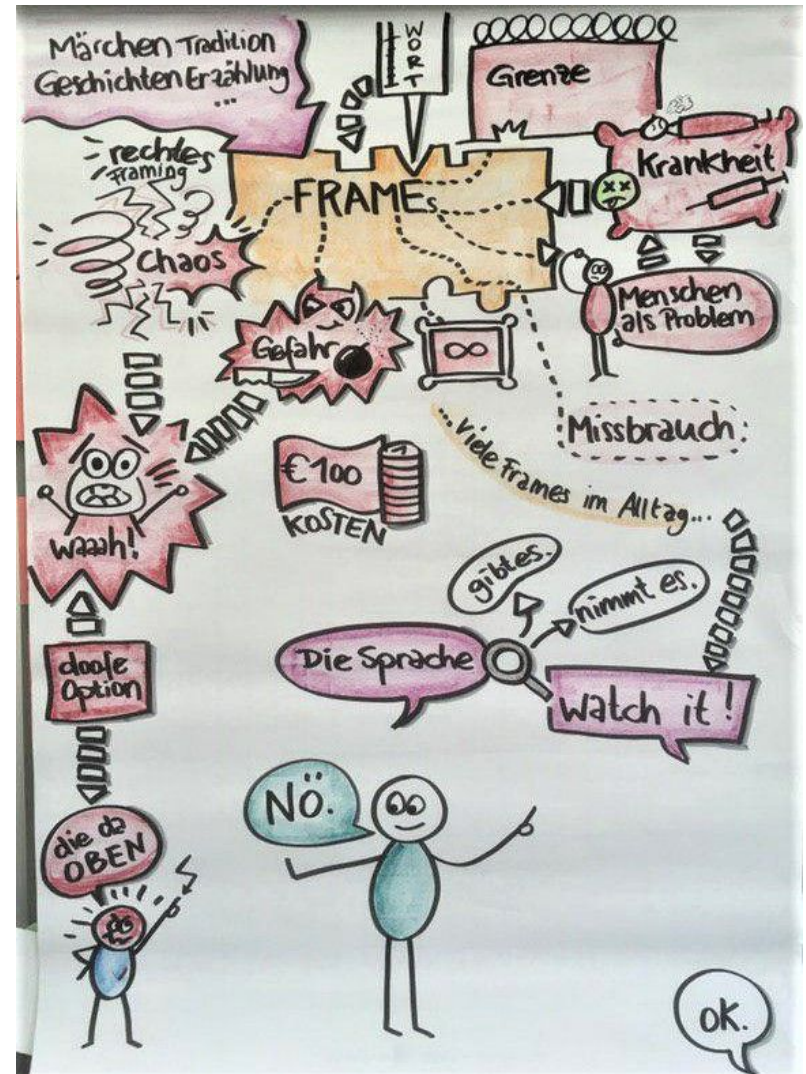 Märchen Tradition
Geschichten Erzählung
...
WORT
Grenze
rechtes
Framing
Chaos
FRAMEs
Krankheit
Menschen
als Problem
Gefahr
∞
Missbrauch
...viele Frames im Alltag...
€100
KOSTEN
waaah!
doofe
Option
die da
OBEN
gibt es.
nimmt es.
Die Sprache
Watch it!
NÖ.
OK.